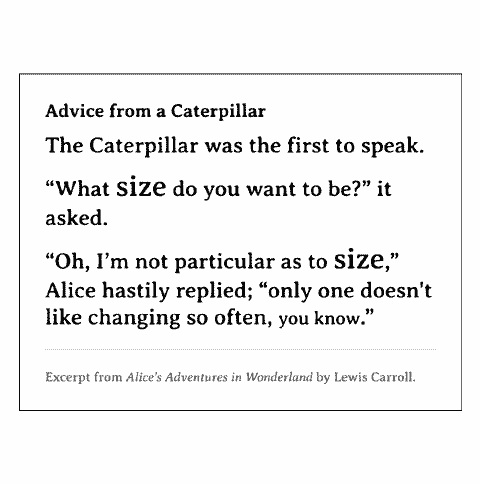 Advice from a Caterpillar
The Caterpillar was the first to speak.
“What size do you want to be?” it
asked.
“Oh, I’m not particular as to size,”
Alice hastily replied; “only one doesn't
like changing so often, you know.”
Excerpt from Alice’s Adventures in Wonderland by Lewis Carroll.